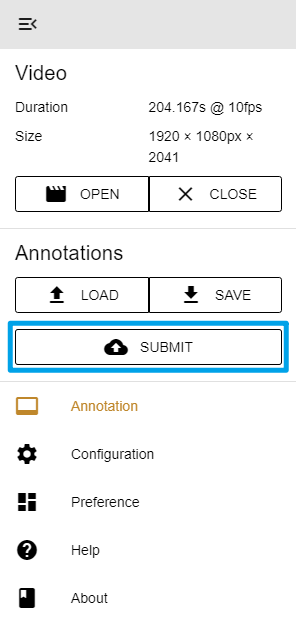 Video
Duration 204.167s @ 10fps
Size 1920 × 1080px ×
2041
OPEN CLOSE
Annotations
LOAD SAVE
SUBMIT
Annotation
Configuration
Preference
Help
About